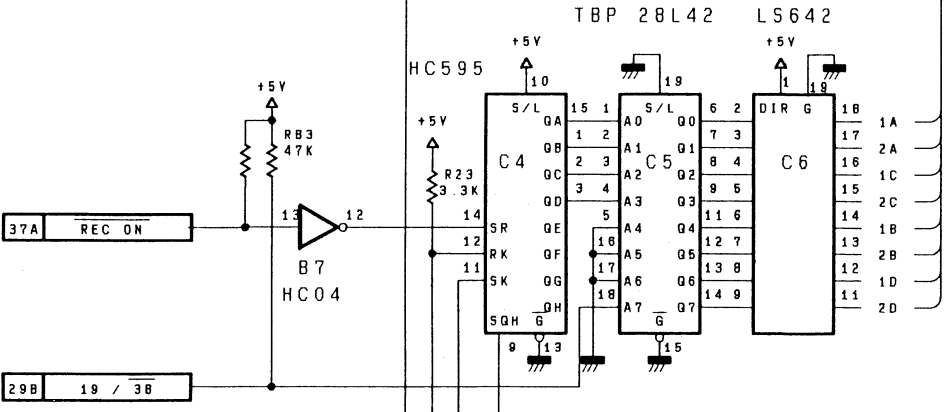 TBP 28L42 LS642
+5V +5V
HC595
10 19 1 19
+5V +5V
S/L 15 1 S/L 6 2 DIR G 18 1A
QA A0 Q0
RB3 1 2 7 3 17 2A
47K QB A1 Q1
C4 2 3 C5 8 4 C6 16 1C
R23 QC A2 Q2
3.3K 3 4 9 5 15 2C
QD A3 Q3
37A REC ON 13 12 14 5 11 6 14 1B
SR QE A4 Q4
12 16 12 7 13 2B
B7 RK QF A5 Q5
11 17 13 8 12 1D
HC04 SK QG A6 Q6
18 14 9 11 2D
QH A7 Q7
SQH G G
9 13 15
29B 19 / 38